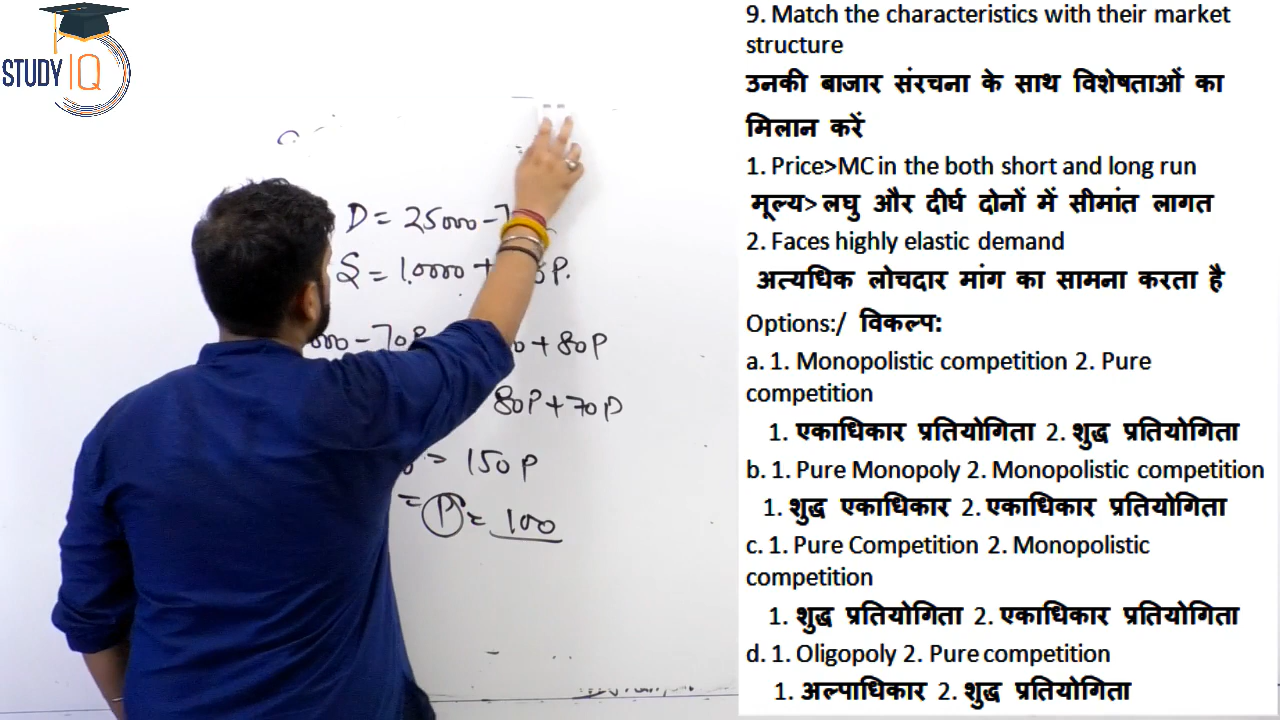 STUDY IQ
D = 25000 - 7
S = 10000 +
- 70P
+ 80P
80P + 70P
= 150P
= P = 100
9. Match the characteristics with their market
structure
उनकी बाजार संरचना के साथ विशेषताओं का
मिलान करें
1. Price>MC in the both short and long run
मूल्य> लघु और दीर्घ दोनों में सीमांत लागत
2. Faces highly elastic demand
अत्यधिक लोचदार मांग का सामना करता है
Options:/ विकल्प:
a. 1. Monopolistic competition 2. Pure
competition
1. एकाधिकार प्रतियोगिता 2. शुद्ध प्रतियोगिता
b. 1. Pure Monopoly 2. Monopolistic competition
1. शुद्ध एकाधिकार 2. एकाधिकार प्रतियोगिता
c. 1. Pure Competition 2. Monopolistic
competition
1. शुद्ध प्रतियोगिता 2. एकाधिकार प्रतियोगिता
d. 1. Oligopoly 2. Pure competition
1. अल्पाधिकार 2. शुद्ध प्रतियोगिता